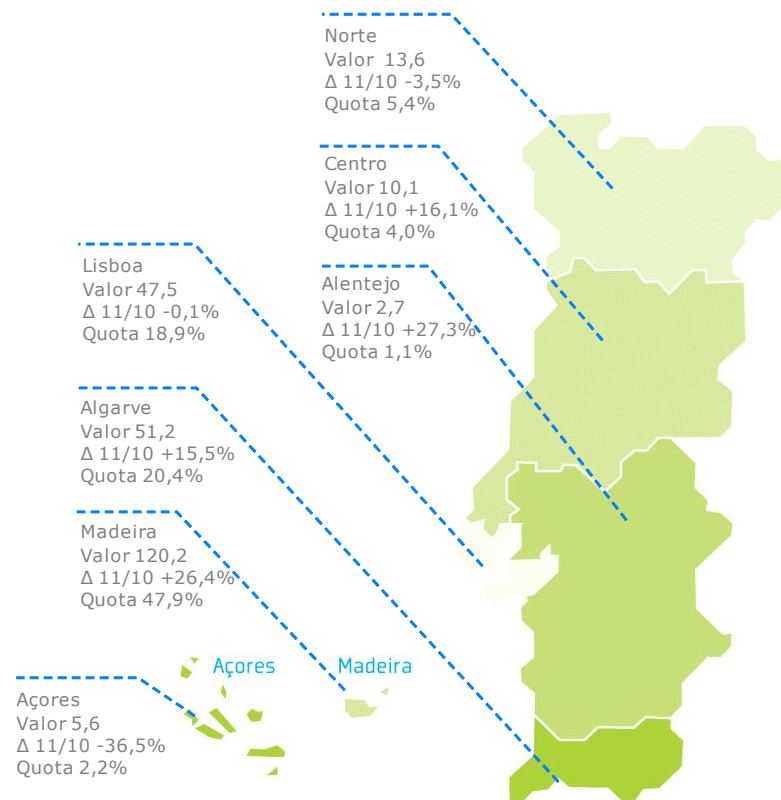 Norte
Valor 13,6
Δ 11/10 -3,5%
Quota 5,4%
Centro
Valor 10,1
Δ 11/10 +16,1%
Quota 4,0%
Lisboa
Valor 47,5
Δ 11/10 -0,1%
Quota 18,9%
Alentejo
Valor 2,7
Δ 11/10 +27,3%
Quota 1,1%
Algarve
Valor 51,2
Δ 11/10 +15,5%
Quota 20,4%
Madeira
Valor 120,2
Δ 11/10 +26,4%
Quota 47,9%
Açores
Madeira
Açores
Valor 5,6
Δ 11/10 -36,5%
Quota 2,2%